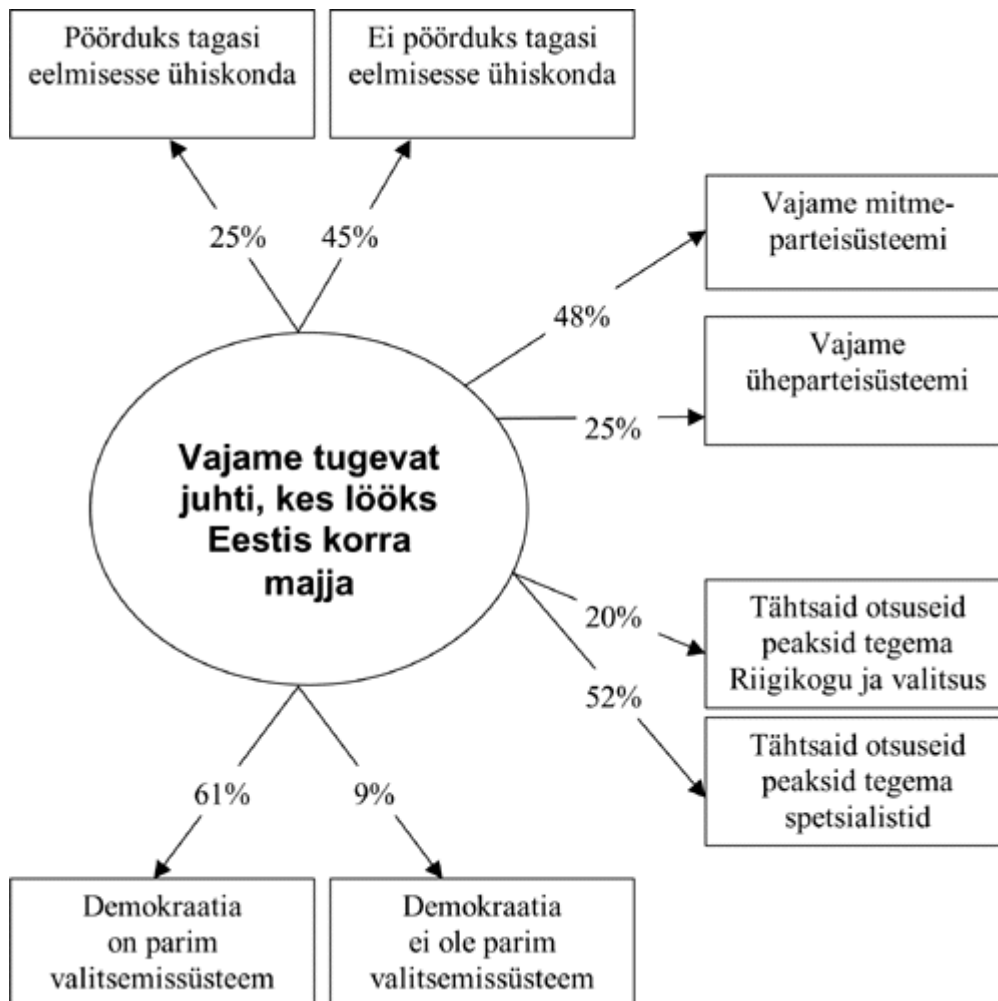 Pöörduks tagasi
eelmisesse ühiskonda
Ei pöörduks tagasi
eelmisesse ühiskonda
25%
45%
Vajame mitme-
parteisüsteemi
48%
Vajame
üheparteisüsteemi
25%
Vajame tugevat
juhti, kes lööks
Eestis korra
majja
20%
Tähtsaid otsuseid
peaksid tegema
Riigikogu ja valitsus
52%
Tähtsaid otsuseid
peaksid tegema
spetsialistid
61%
9%
Demokraatia
on parim
valitsemissüsteem
Demokraatia
ei ole parim
valitsemissüsteem